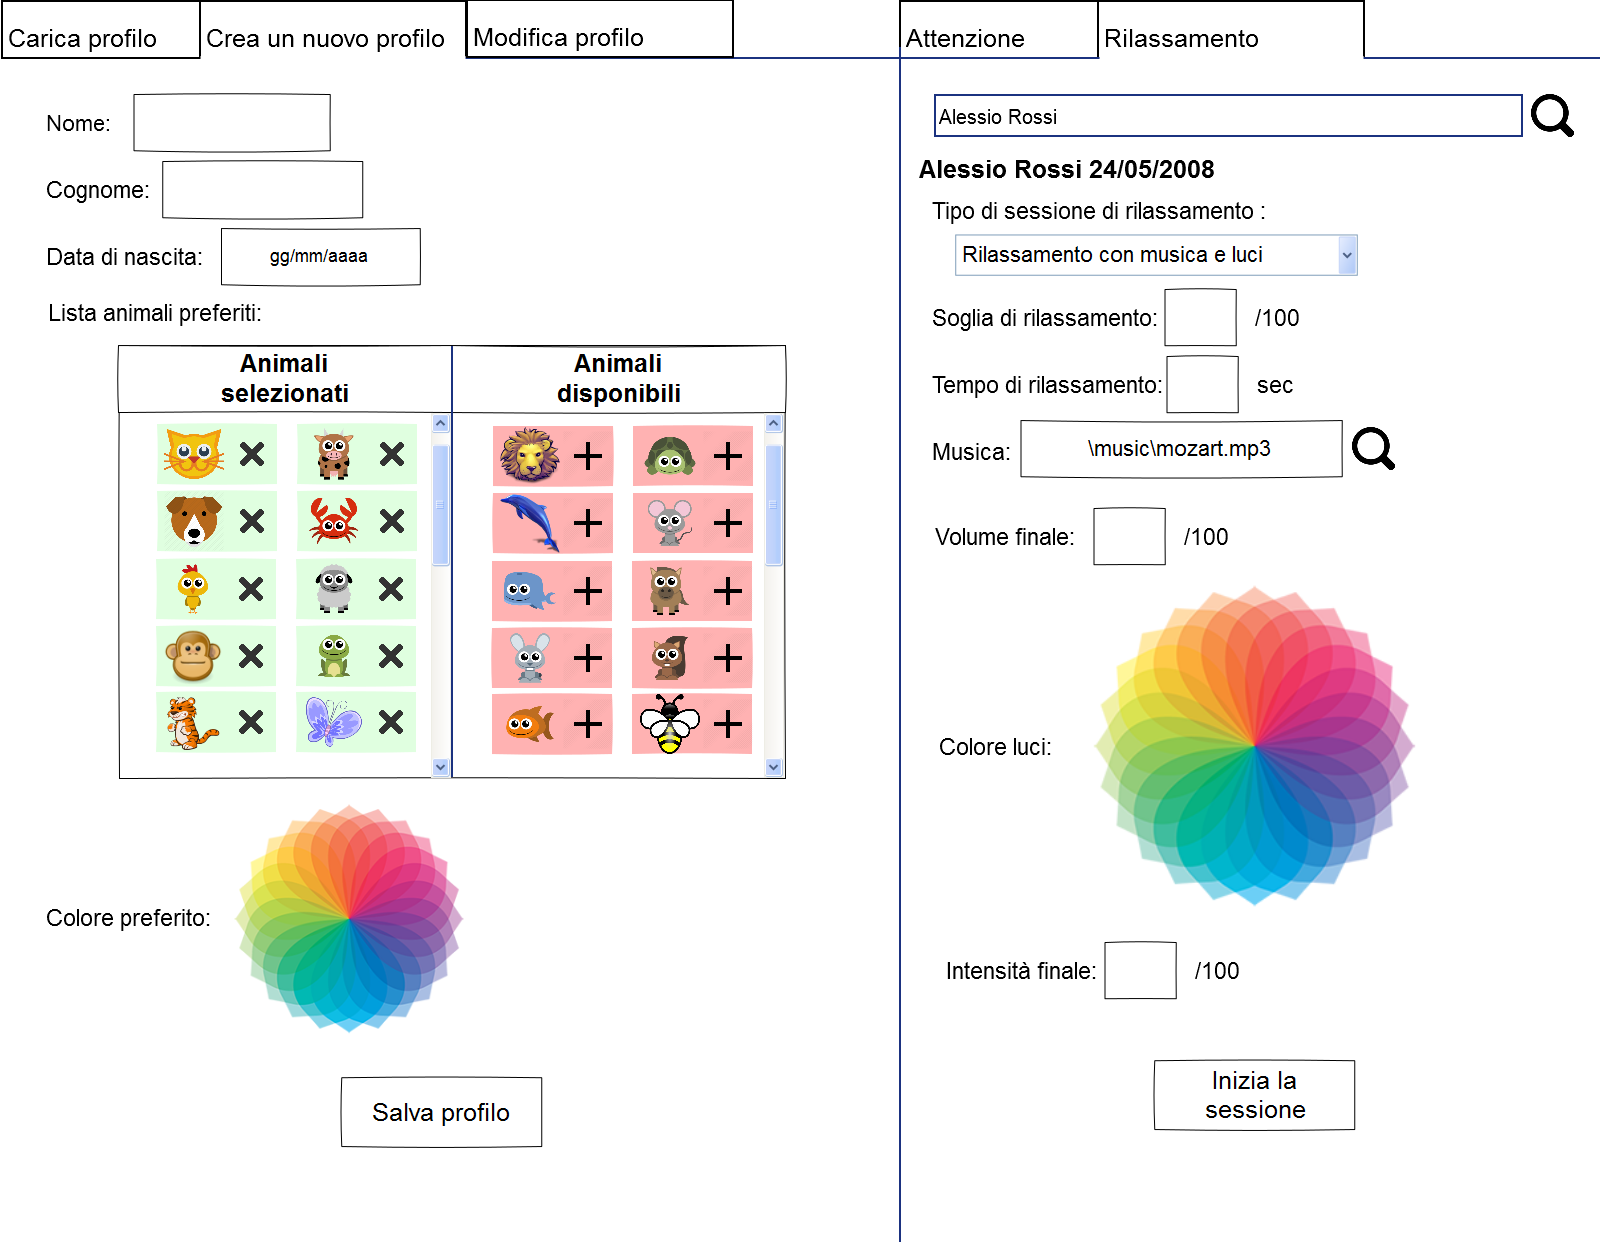 Carica profilo
Crea un nuovo profilo
Modifica profilo
Nome:
Cognome:
Data di nascita:
gg/mm/aaaa
Lista animali preferiti:
Animali
selezionati
Animali
disponibili
Colore preferito:
Salva profilo
Attenzione
Rilassamento
Alessio Rossi
Alessio Rossi 24/05/2008
Tipo di sessione di rilassamento :
Rilassamento con musica e luci
Soglia di rilassamento: /100
Tempo di rilassamento: sec
Musica: \music\mozart.mp3
Volume finale: /100
Colore luci:
Intensità finale: /100
Inizia la
sessione